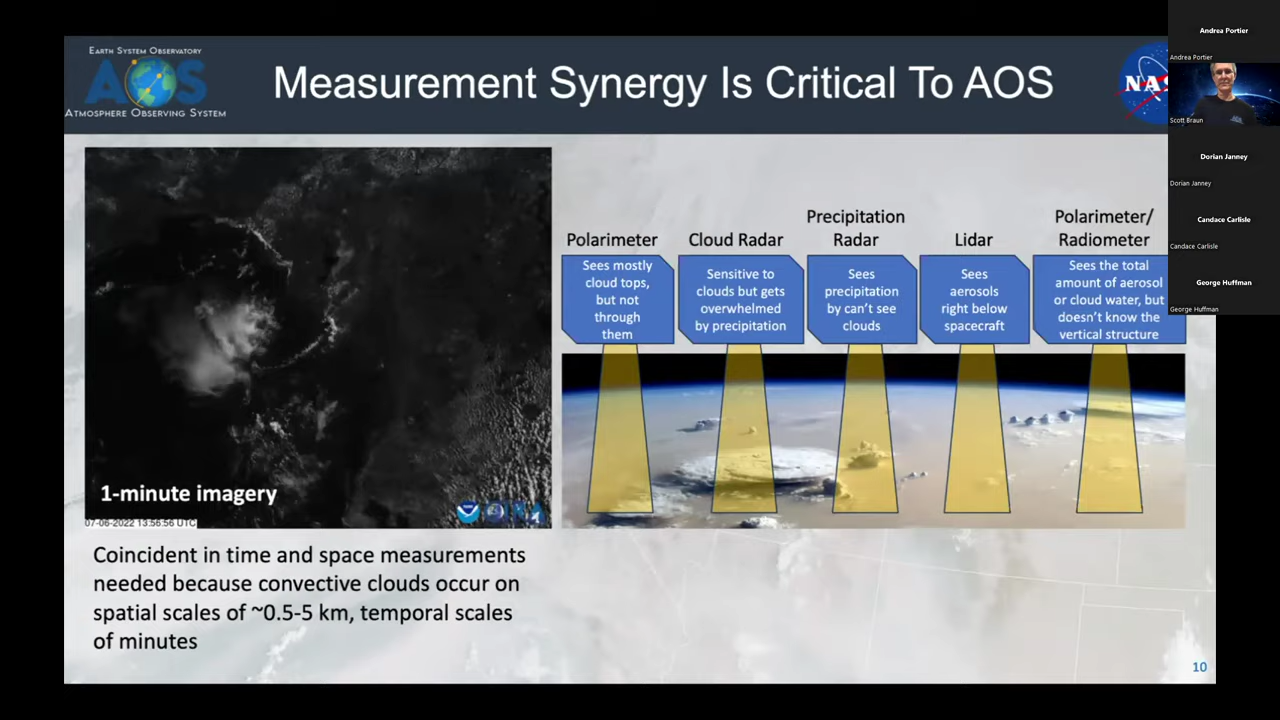 EARTH SYSTEM OBSERVATORY
AOS
ATMOSPHERE OBSERVING SYSTEM
Measurement Synergy Is Critical To AOS
Andrea Portier
Andrea Portier
Scott Braun
Dorian Janney
Dorian Janney
Candace Carlisle
Candace Carlisle
George Huffman
George Huffman
Polarimeter
Sees mostly
cloud tops,
but not
through
them
Cloud Radar
Sensitive to
clouds but gets
overwhelmed
by precipitation
Precipitation
Radar
Sees
precipitation
by can't see
clouds
Lidar
Sees
aerosols
right below
spacecraft
Polarimeter/
Radiometer
Sees the total
amount of aerosol
or cloud water, but
doesn't know the
vertical structure
1-minute imagery
07-06-2022 13:56:56 UTC
Coincident in time and space measurements
needed because convective clouds occur on
spatial scales of ~0.5-5 km, temporal scales
of minutes
10